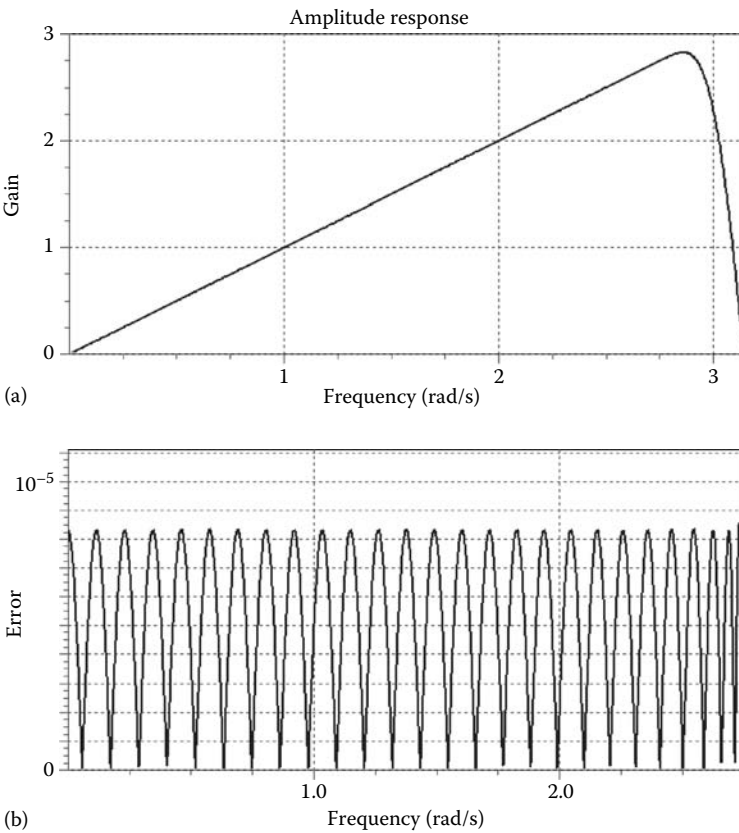 Amplitude response
3
2
1
0
Gain
1
2
3
Frequency (rad/s)
(a)
10⁻⁵
0
Error
1.0
2.0
Frequency (rad/s)
(b)